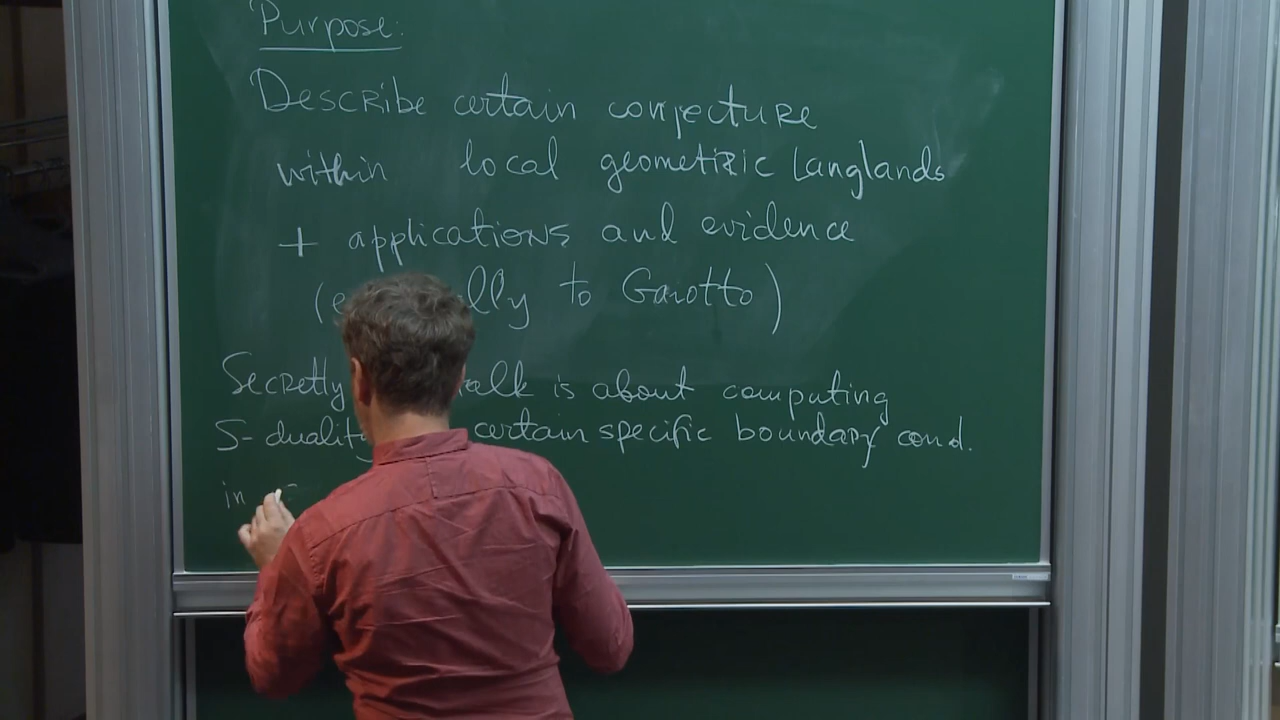 Purpose:
Describe certain conjecture
within local geometric Langlands
+ applications and evidence
(e lly to Gaiotto)
Secretly talk is about computing
S-duality certain specific boundary cond.
in